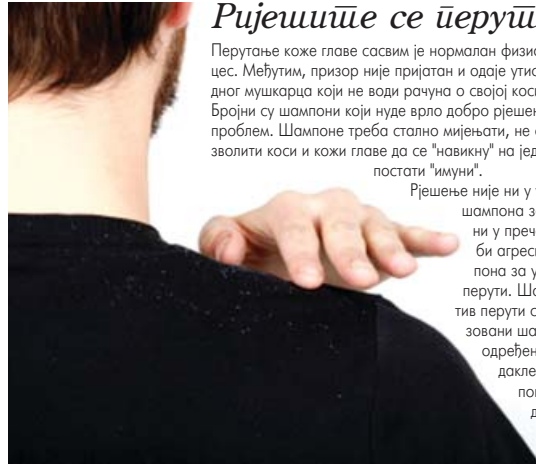 Ријешите се перут
Перутање коже главе сасвим је нормалан физио
цес. Међутим, призор није пријатан и одаје утис
дног мушкарца који не води рачуна о својој коси
Бројни су шампони који нуде врло добро рјешењ
проблем. Шампоне треба стално мијењати, не
зволити коси и кожи главе да се "навикну" на јед
постати "имуни".
Рјешење није ни у
шампона за
ни у преч
би агреси
пона за у
перути. Ша
тив перути с
зовани ша
одређен
дакле
по
д